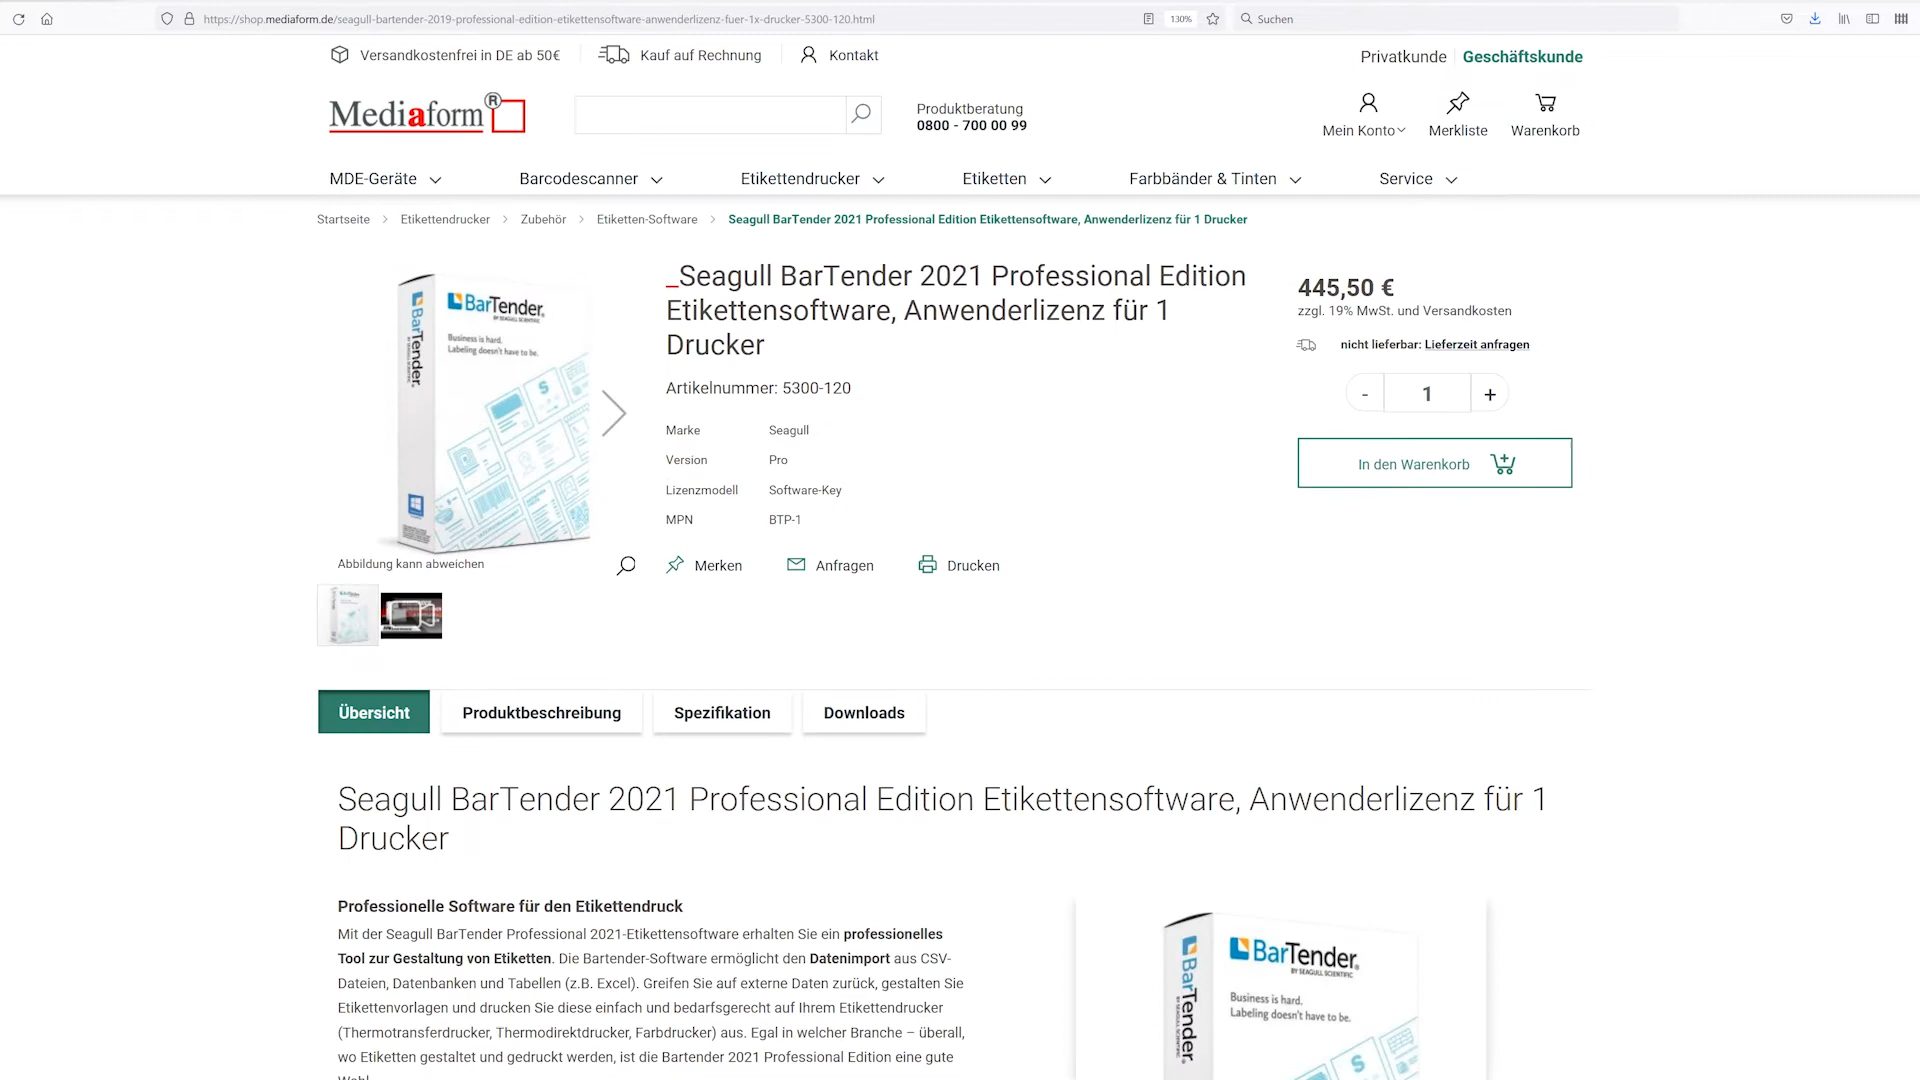 https://shop.mediaform.de/seagull-bartender-2019-professional-edition-etikettensoftware-anwenderlizenz-fuer-1x-drucker-5300-120.html
130%
Suchen
Versandkostenfrei in DE ab 50€
Kauf auf Rechnung
Kontakt
Privatkunde
Geschäftskunde
Mediaform®
Produktberatung
0800 - 700 00 99
Mein Konto
Merkliste
Warenkorb
MDE-Geräte
Barcodescanner
Etikettendrucker
Etiketten
Farbbänder & Tinten
Service
Startseite > Etikettendrucker > Zubehör > Etiketten-Software > Seagull BarTender 2021 Professional Edition Etikettensoftware, Anwenderlizenz für 1 Drucker
BarTender
BY SEAGULL SCIENTIFIC
Business is hard.
Labeling doesn't have to be.
BarTender
_Seagull BarTender 2021 Professional Edition
Etikettensoftware, Anwenderlizenz für 1
Drucker
Artikelnummer: 5300-120
Marke Seagull
Version Pro
Lizenzmodell Software-Key
MPN BTP-1
445,50 €
zzgl. 19% MwSt. und Versandkosten
nicht lieferbar: Lieferzeit anfragen
- 1 +
In den Warenkorb
Abbildung kann abweichen
Merken
Anfragen
Drucken
Übersicht
Produktbeschreibung
Spezifikation
Downloads
Seagull BarTender 2021 Professional Edition Etikettensoftware, Anwenderlizenz für 1
Drucker
Professionelle Software für den Etikettendruck
Mit der Seagull BarTender Professional 2021-Etikettensoftware erhalten Sie ein professionelles
Tool zur Gestaltung von Etiketten. Die Bartender-Software ermöglicht den Datenimport aus CSV-
Dateien, Datenbanken und Tabellen (z.B. Excel). Greifen Sie auf externe Daten zurück, gestalten Sie
Etikettenvorlagen und drucken Sie diese einfach und bedarfsgerecht auf Ihrem Etikettendrucker
(Thermotransferdrucker, Thermodirektdrucker, Farbdrucker) aus. Egal in welcher Branche – überall,
wo Etiketten gestaltet und gedruckt werden, ist die Bartender 2021 Professional Edition eine gute
BarTender
BY SEAGULL SCIENTIFIC
Business is hard.
Labeling doesn't have to be.
BarTender
BY SEAGULL SCIENTIFIC